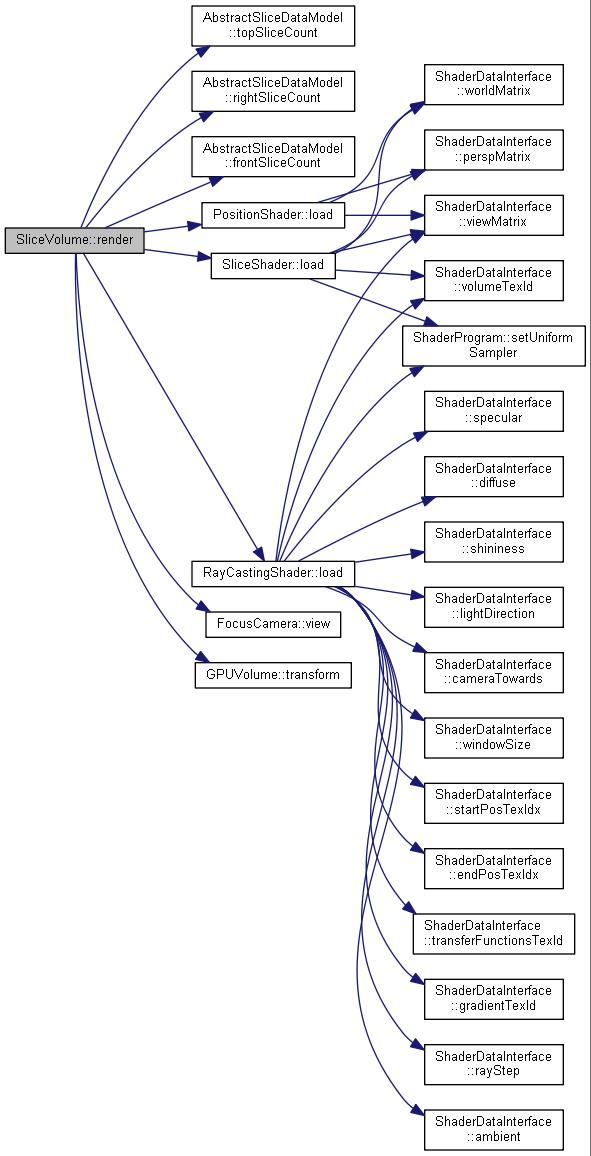 AbstractSliceDataModel
::topSliceCount
AbstractSliceDataModel
::rightSliceCount
AbstractSliceDataModel
::frontSliceCount
PositionShader::load
SliceVolume::render
SliceShader::load
RayCastingShader::load
FocusCamera::view
GPUVolume::transform
ShaderDataInterface
::worldMatrix
ShaderDataInterface
::perspMatrix
ShaderDataInterface
::viewMatrix
ShaderDataInterface
::volumeTexId
ShaderProgram::setUniform
Sampler
ShaderDataInterface
::specular
ShaderDataInterface
::diffuse
ShaderDataInterface
::shininess
ShaderDataInterface
::lightDirection
ShaderDataInterface
::cameraTowards
ShaderDataInterface
::windowSize
ShaderDataInterface
::startPosTexIdx
ShaderDataInterface
::endPosTexIdx
ShaderDataInterface
::transferFunctionsTexId
ShaderDataInterface
::gradientTexId
ShaderDataInterface
::rayStep
ShaderDataInterface
::ambient